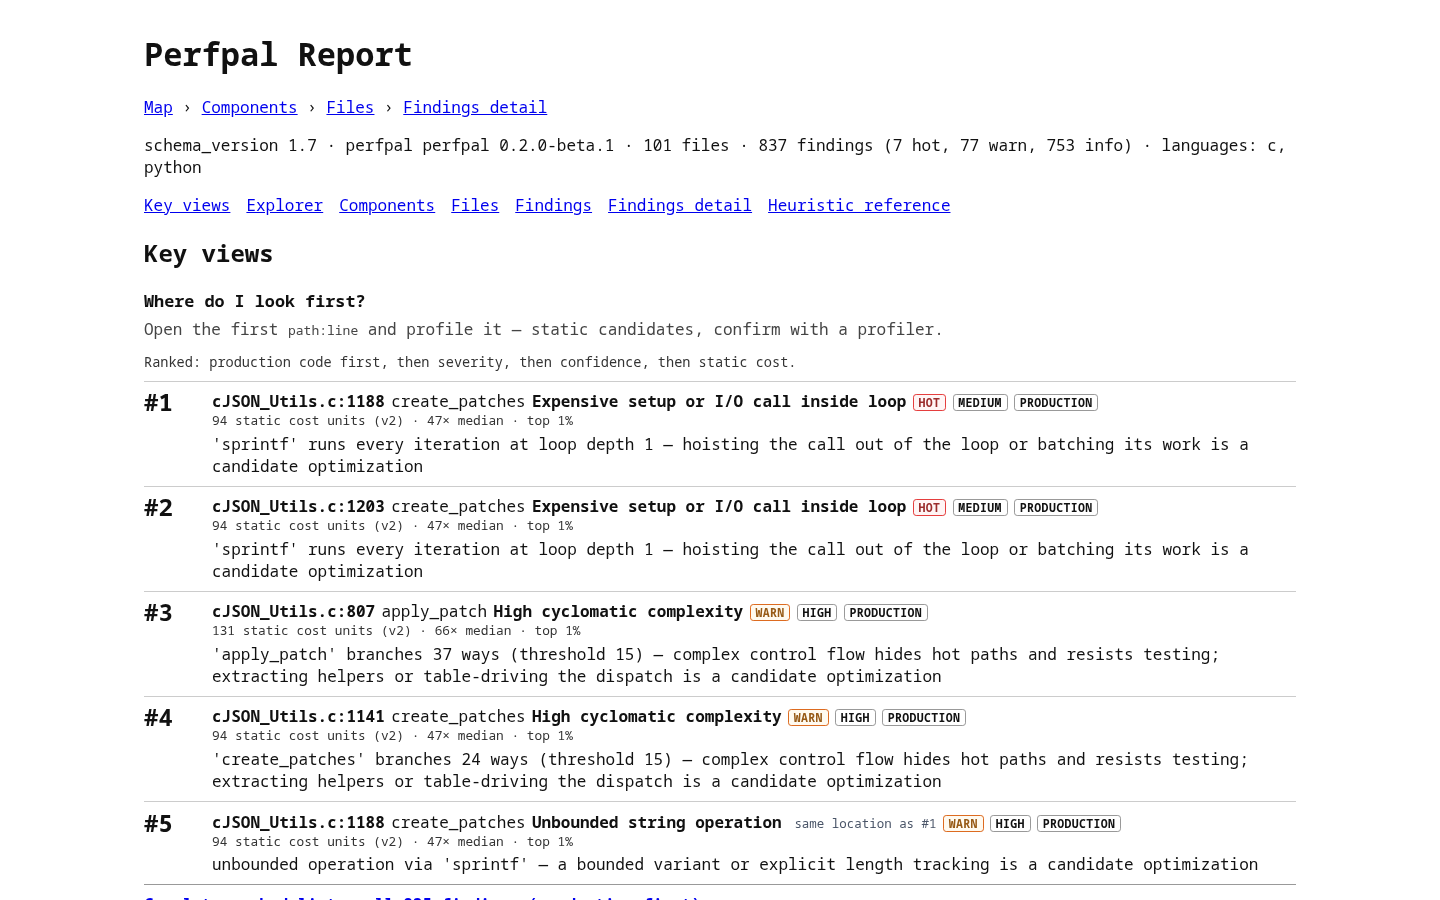 Perfpal Report
Map › Components › Files › Findings detail
schema_version 1.7 · perfpal perfpal 0.2.0-beta.1 · 101 files · 837 findings (7 hot, 77 warn, 753 info) · languages: c,
python
Key views Explorer Components Files Findings Findings detail Heuristic reference
Key views
Where do I look first?
Open the first path:line and profile it — static candidates, confirm with a profiler.
Ranked: production code first, then severity, then confidence, then static cost.
#1 cJSON_Utils.c:1188 create_patches Expensive setup or I/O call inside loop HOT MEDIUM PRODUCTION
94 static cost units (v2) · 47× median · top 1%
'sprintf' runs every iteration at loop depth 1 — hoisting the call out of the loop or batching its work is a
candidate optimization
#2 cJSON_Utils.c:1203 create_patches Expensive setup or I/O call inside loop HOT MEDIUM PRODUCTION
94 static cost units (v2) · 47× median · top 1%
'sprintf' runs every iteration at loop depth 1 — hoisting the call out of the loop or batching its work is a
candidate optimization
#3 cJSON_Utils.c:807 apply_patch High cyclomatic complexity WARN HIGH PRODUCTION
131 static cost units (v2) · 66× median · top 1%
'apply_patch' branches 37 ways (threshold 15) — complex control flow hides hot paths and resists testing;
extracting helpers or table-driving the dispatch is a candidate optimization
#4 cJSON_Utils.c:1141 create_patches High cyclomatic complexity WARN HIGH PRODUCTION
94 static cost units (v2) · 47× median · top 1%
'create_patches' branches 24 ways (threshold 15) — complex control flow hides hot paths and resists testing;
extracting helpers or table-driving the dispatch is a candidate optimization
#5 cJSON_Utils.c:1188 create_patches Unbounded string operation same location as #1 WARN HIGH PRODUCTION
94 static cost units (v2) · 47× median · top 1%
unbounded operation via 'sprintf' — a bounded variant or explicit length tracking is a candidate optimization